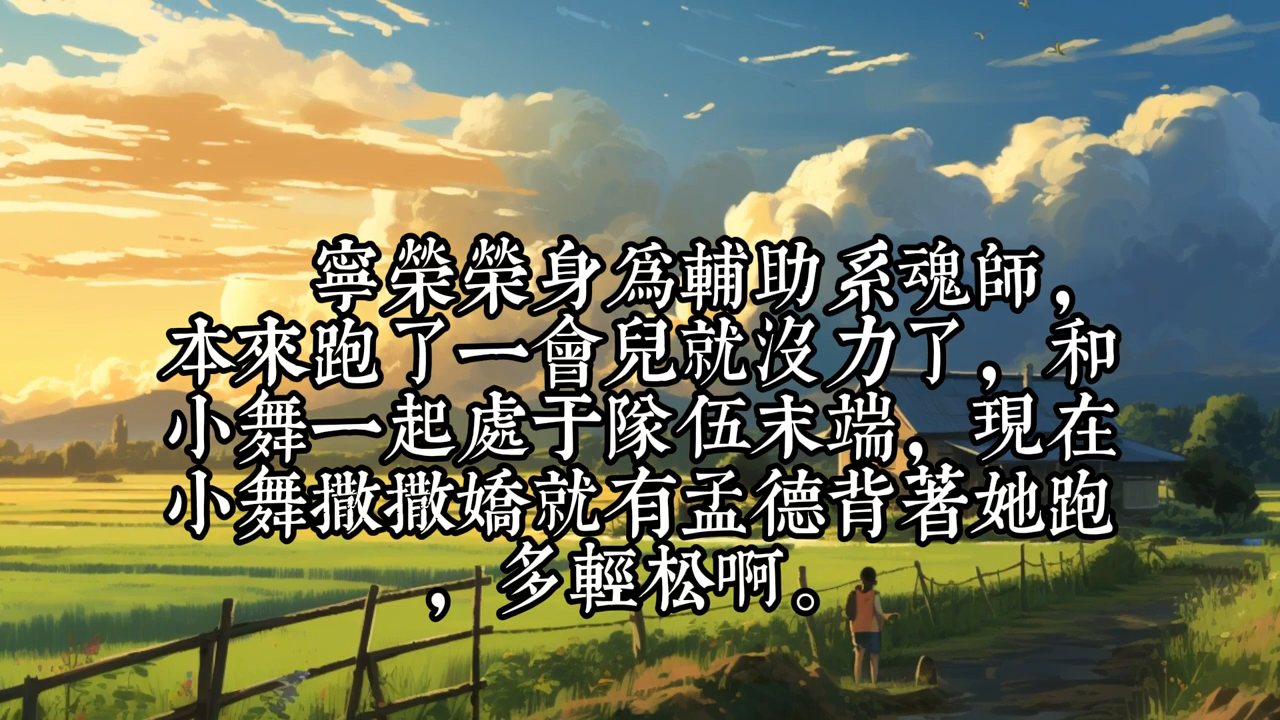 寧榮榮身爲輔助系魂師，
本來跑了一會兒就沒力了，和
小舞一起處于隊伍末端，現在
小舞撒撒嬌就有孟德背著她跑
，多輕松啊。